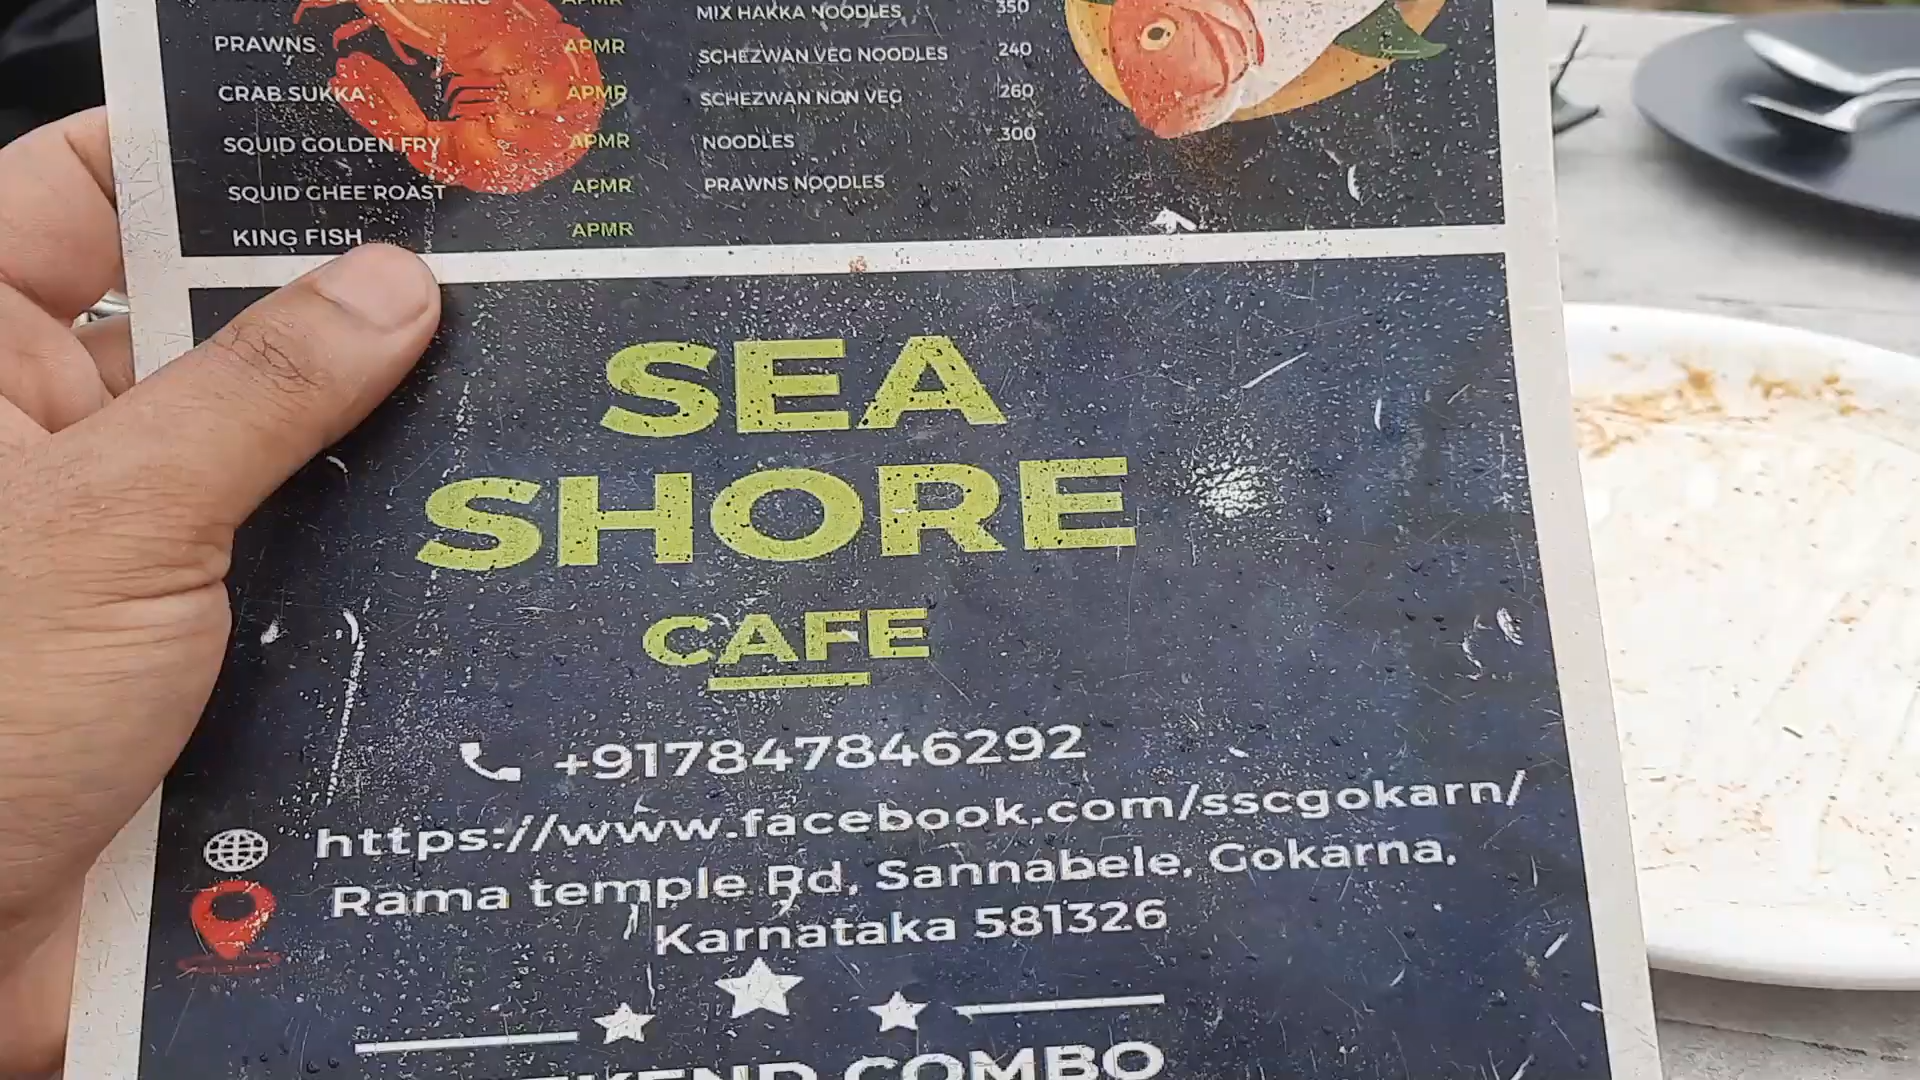 APMR
MIX HAKKA NOODLES 350
PRAWNS APMR
SCHEZWAN VEG NOODLES 240
CRAB SUKKA APMR
SCHEZWAN NON VEG 260
SQUID GOLDEN FRY APMR
NOODLES 300
SQUID GHEE ROAST APMR
PRAWNS NOODLES
KING FISH APMR
SEA
SHORE
CAFE
+917847846292
https://www.facebook.com/sscgokarn/
Rama temple Rd, Sannabele, Gokarna,
Karnataka 581326
COMBO